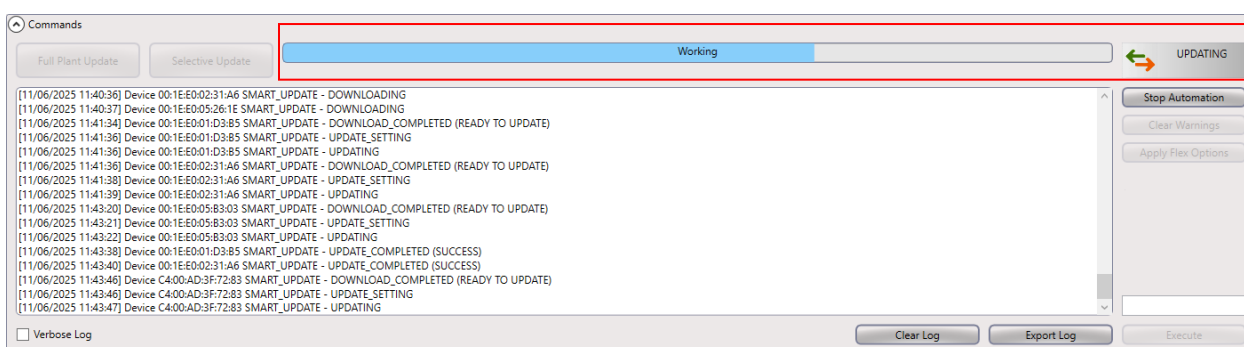 Commands
Full Plant Update
Selective Update
Working
UPDATING
[11/06/2025 11:40:36] Device 00:1E:E0:02:31:A6 SMART_UPDATE - DOWNLOADING
[11/06/2025 11:40:37] Device 00:1E:E0:05:26:1E SMART_UPDATE - DOWNLOADING
[11/06/2025 11:41:34] Device 00:1E:E0:01:D3:B5 SMART_UPDATE - DOWNLOAD_COMPLETED (READY TO UPDATE)
[11/06/2025 11:41:36] Device 00:1E:E0:01:D3:B5 SMART_UPDATE - UPDATE_SETTING
[11/06/2025 11:41:36] Device 00:1E:E0:01:D3:B5 SMART_UPDATE - UPDATING
[11/06/2025 11:41:36] Device 00:1E:E0:02:31:A6 SMART_UPDATE - DOWNLOAD_COMPLETED (READY TO UPDATE)
[11/06/2025 11:41:38] Device 00:1E:E0:02:31:A6 SMART_UPDATE - UPDATE_SETTING
[11/06/2025 11:41:39] Device 00:1E:E0:02:31:A6 SMART_UPDATE - UPDATING
[11/06/2025 11:43:20] Device 00:1E:E0:05:B3:03 SMART_UPDATE - DOWNLOAD_COMPLETED (READY TO UPDATE)
[11/06/2025 11:43:21] Device 00:1E:E0:05:B3:03 SMART_UPDATE - UPDATE_SETTING
[11/06/2025 11:43:22] Device 00:1E:E0:05:B3:03 SMART_UPDATE - UPDATING
[11/06/2025 11:43:38] Device 00:1E:E0:01:D3:B5 SMART_UPDATE - UPDATE_COMPLETED (SUCCESS)
[11/06/2025 11:43:40] Device 00:1E:E0:02:31:A6 SMART_UPDATE - UPDATE_COMPLETED (SUCCESS)
[11/06/2025 11:43:46] Device C4:00:AD:3F:72:83 SMART_UPDATE - DOWNLOAD_COMPLETED (READY TO UPDATE)
[11/06/2025 11:43:46] Device C4:00:AD:3F:72:83 SMART_UPDATE - UPDATE_SETTING
[11/06/2025 11:43:47] Device C4:00:AD:3F:72:83 SMART_UPDATE - UPDATING
Stop Automation
Clear Warnings
Apply Flex Options
Verbose Log
Clear Log
Export Log
Execute